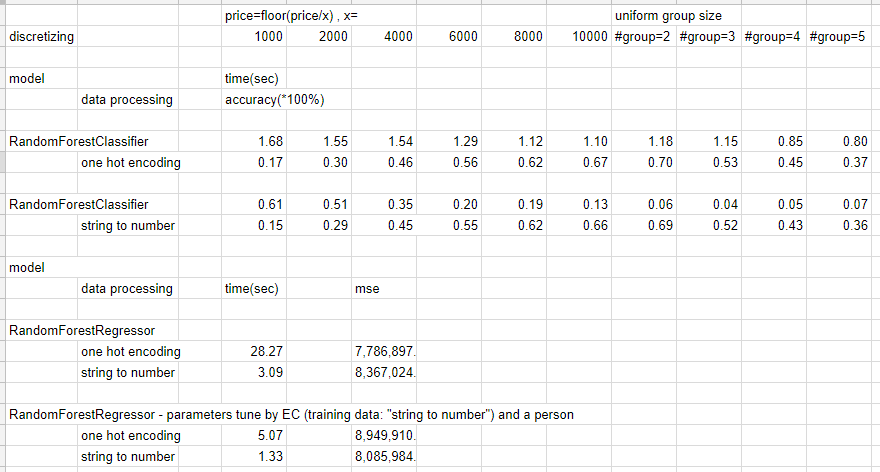 price=floor(price/x) , x= uniform group size
discretizing 1000 2000 4000 6000 8000 10000 #group=2 #group=3 #group=4 #group=5
model time(sec)
data processing accuracy(*100%)
RandomForestClassifier 1.68 1.55 1.54 1.29 1.12 1.10 1.18 1.15 0.85 0.80
one hot encoding 0.17 0.30 0.46 0.56 0.62 0.67 0.70 0.53 0.45 0.37
RandomForestClassifier 0.61 0.51 0.35 0.20 0.19 0.13 0.06 0.04 0.05 0.07
string to number 0.15 0.29 0.45 0.55 0.62 0.66 0.69 0.52 0.43 0.36
model
data processing time(sec) mse
RandomForestRegressor
one hot encoding 28.27 7,786,897.
string to number 3.09 8,367,024.
RandomForestRegressor - parameters tune by EC (training data: "string to number") and a person
one hot encoding 5.07 8,949,910.
string to number 1.33 8,085,984.